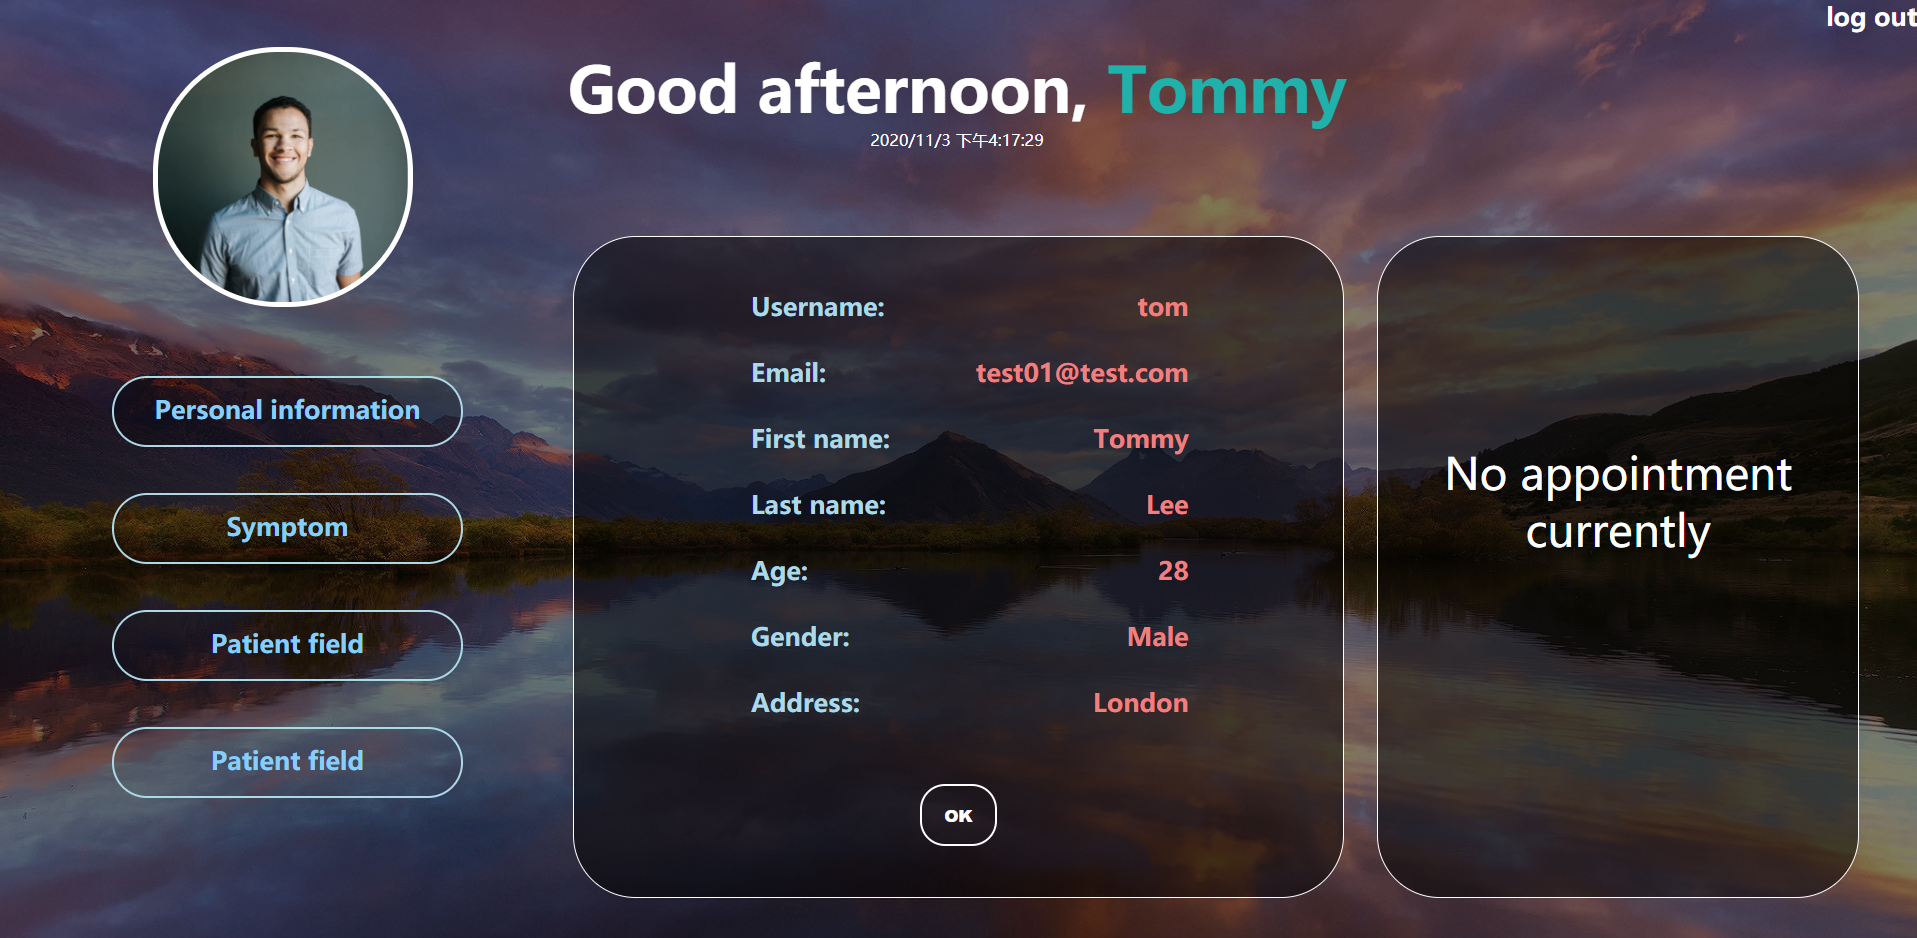 log out
Good afternoon, Tommy
2020/11/3 下午4:17:29
Personal information
Symptom
Patient field
Patient field
Username: tom
Email: test01@test.com
First name: Tommy
Last name: Lee
Age: 28
Gender: Male
Address: London
OK
No appointment
currently